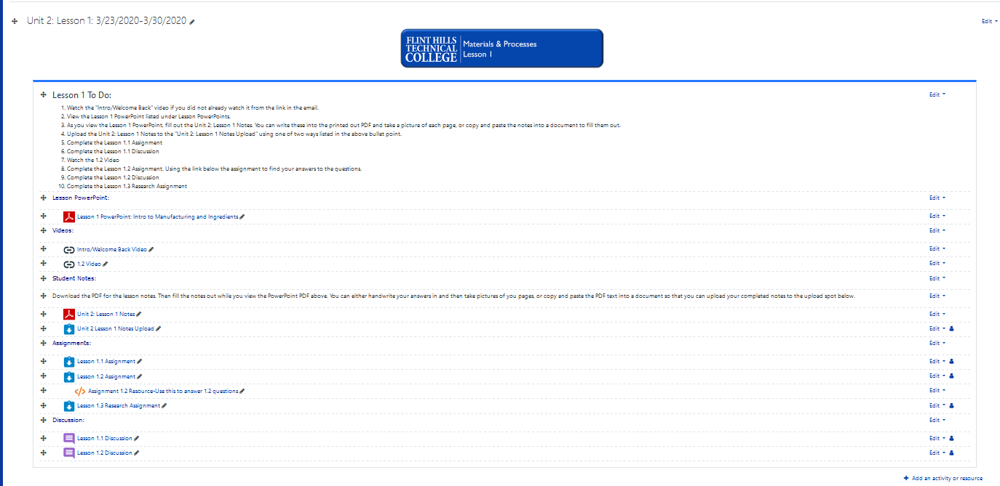 Unit 2: Lesson 1: 3/23/2020-3/30/2020
Edit
FLINT HILLS TECHNICAL COLLEGE
Materials & Processes
Lesson 1
Lesson 1 To Do:
Edit
1. Watch the "Intro/Welcome Back" video if you did not already watch it from the link in the email.
2. View the Lesson 1 PowerPoint listed under Lesson PowerPoints.
3. As you view the Lesson 1 PowerPoint, fill out the Unit 2: Lesson 1 Notes. You can write these into the printed out PDF and take a picture of each page, or copy and paste the notes into a document to fill them out.
4. Upload the Unit 2: Lesson 1 Notes to the "Unit 2: Lesson 1 Notes Upload" using one of two ways listed in the above bullet point.
5. Complete the Lesson 1.1 Assignment
6. Complete the Lesson 1.1 Discussion
7. Watch the 1.2 Video
8. Complete the Lesson 1.2 Assignment. Using the link below the assignment to find your answers to the questions.
9. Complete the Lesson 1.2 Discussion
10. Complete the Lesson 1.3 Research Assignment
Lesson PowerPoint:
Edit
Lesson 1 PowerPoint: Intro to Manufacturing and Ingredients
Edit
Videos:
Edit
Intro/Welcome Back Video
Edit
1.2 Video
Edit
Student Notes:
Edit
Download the PDF for the lesson notes. Then fill the notes out while you view the PowerPoint PDF above. You can either handwrite your answers in and then take pictures of you pages, or copy and paste the PDF text into a document so that you can upload your completed notes to the upload spot below.
Edit
Unit 2: Lesson 1 Notes
Edit
Unit 2 Lesson 1 Notes Upload
Edit
Assignments:
Edit
Lesson 1.1 Assignment
Edit
Lesson 1.2 Assignment
Edit
Assignment 1.2 Resource-Use this to answer 1.2 questions
Edit
Lesson 1.3 Research Assignment
Edit
Discussion:
Edit
Lesson 1.1 Discussion
Edit
Lesson 1.2 Discussion
Edit
Add an activity or resource